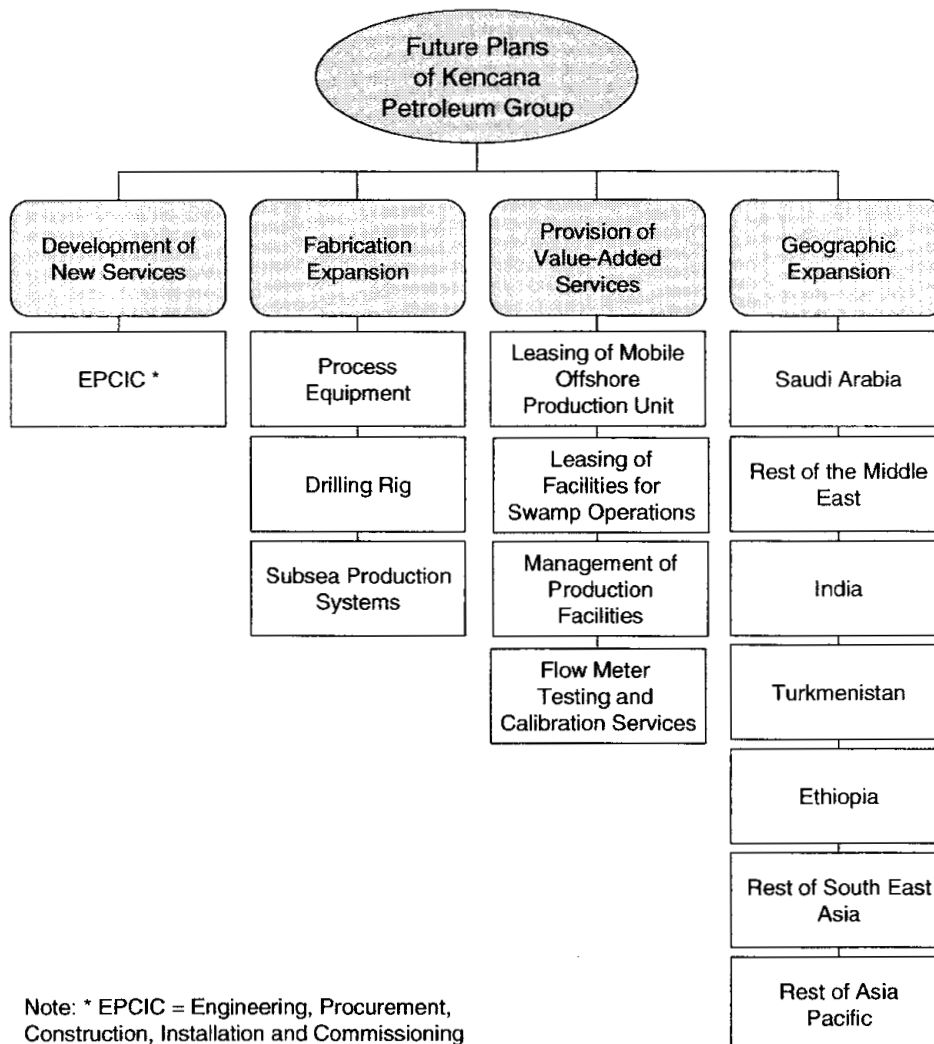 Future Plans
of Kencana
Petroleum Group
Development of
New Services
EPCIC *
Fabrication
Expansion
Process
Equipment
Drilling Rig
Subsea Production
Systems
Provision of
Value-Added
Services
Leasing of Mobile
Offshore
Production Unit
Leasing of
Facilities for
Swamp Operations
Management of
Production
Facilities
Flow Meter
Testing and
Calibration Services
Geographic
Expansion
Saudi Arabia
Rest of the Middle
East
India
Turkmenistan
Ethiopia
Rest of South East
Asia
Rest of Asia
Pacific
Note: * EPCIC = Engineering, Procurement,
Construction, Installation and Commissioning